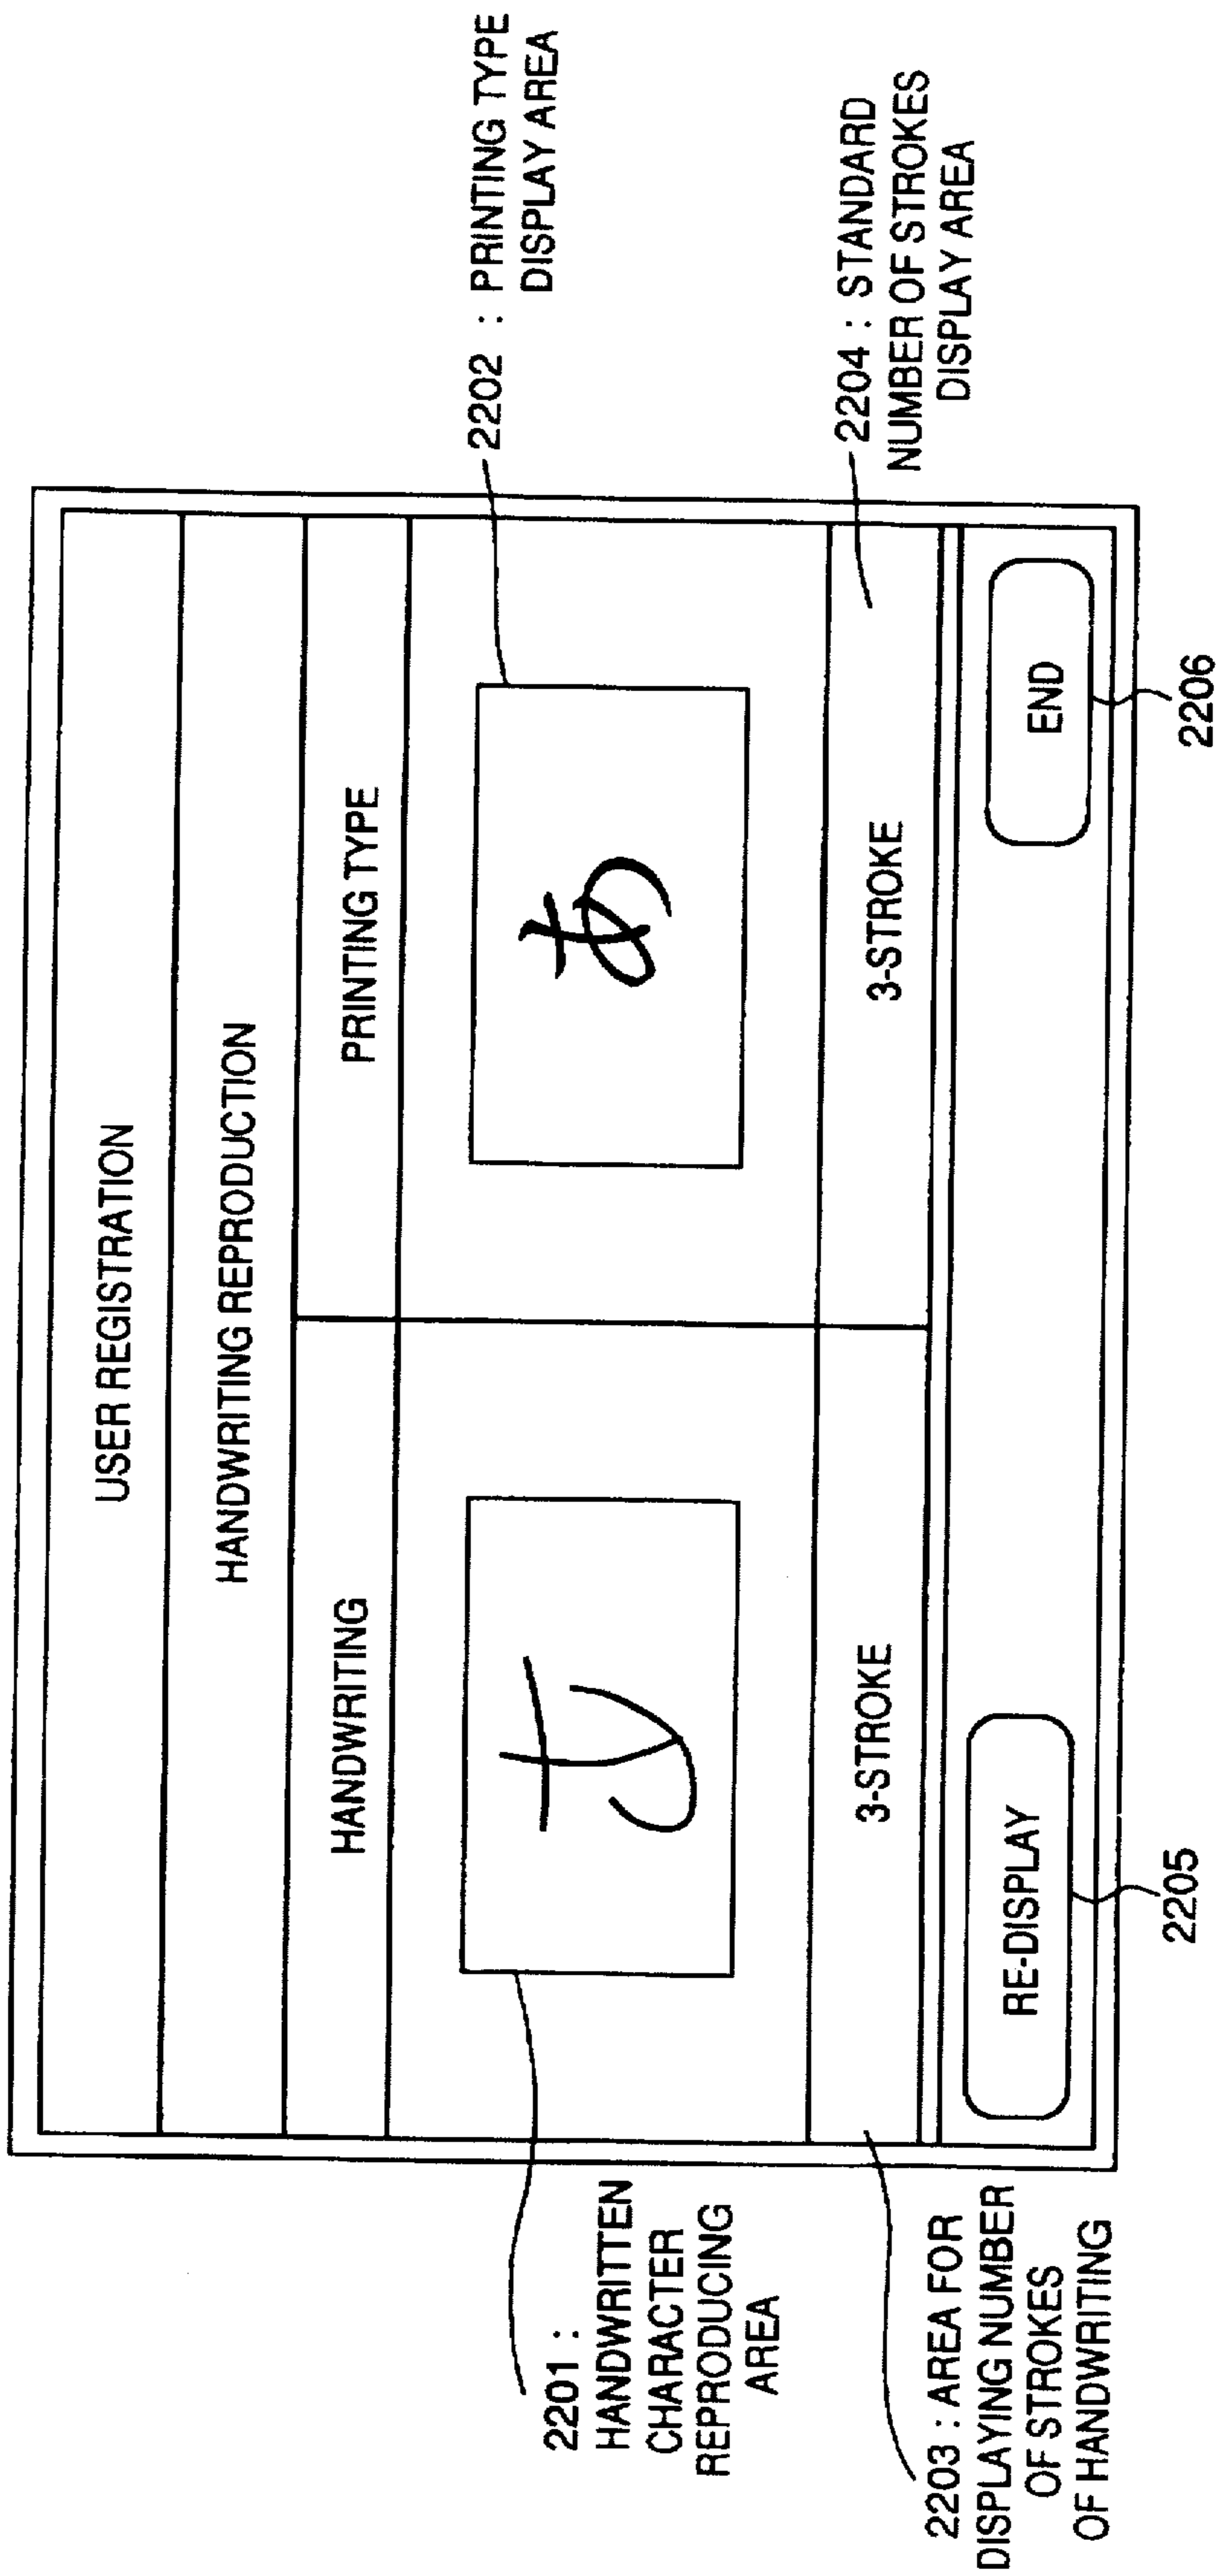 USER REGISTRATION
HANDWRITING REPRODUCTION
HANDWRITING
PRINTING TYPE
あ
3-STROKE
3-STROKE
RE-DISPLAY
END
2201 :
HANDWRITTEN
CHARACTER
REPRODUCING
AREA
2202 : PRINTING TYPE
DISPLAY AREA
2203 : AREA FOR
DISPLAYING NUMBER
OF STROKES
OF HANDWRITING
2204 : STANDARD
NUMBER OF STROKES
DISPLAY AREA
2205
2206